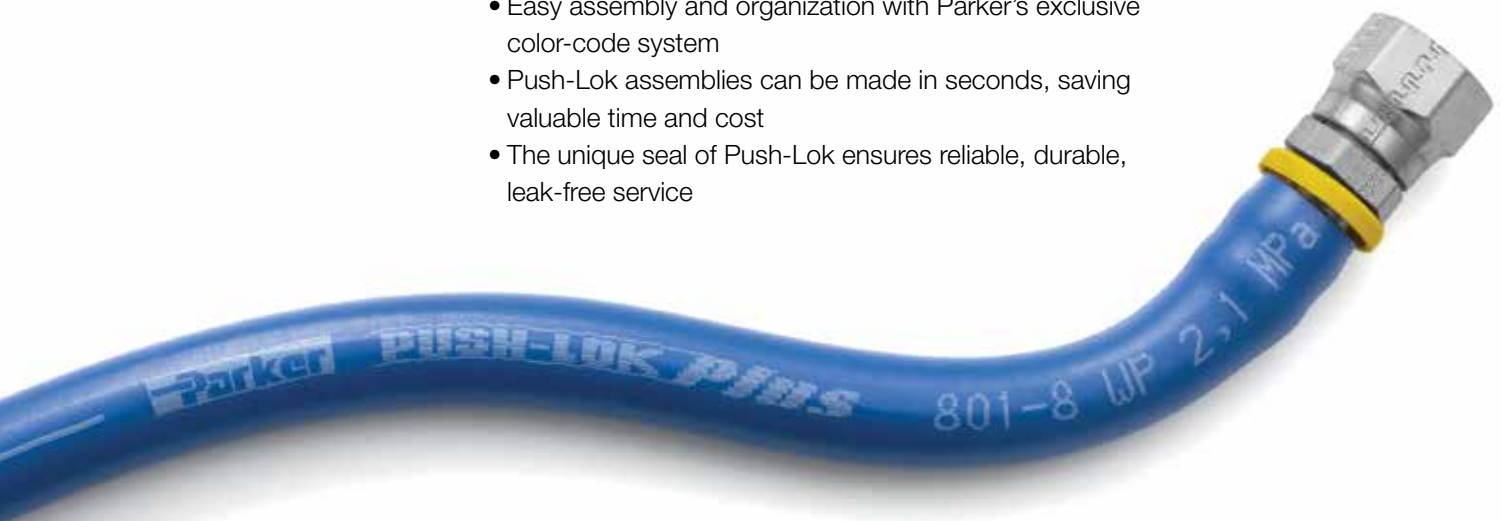 • Easy assembly and organization with Parker's exclusive
color-code system
• Push-Lok assemblies can be made in seconds, saving
valuable time and cost
• The unique seal of Push-Lok ensures reliable, durable,
leak-free service
Parker PUSH-LOK Plus 801-8 WP 2,1 MPa